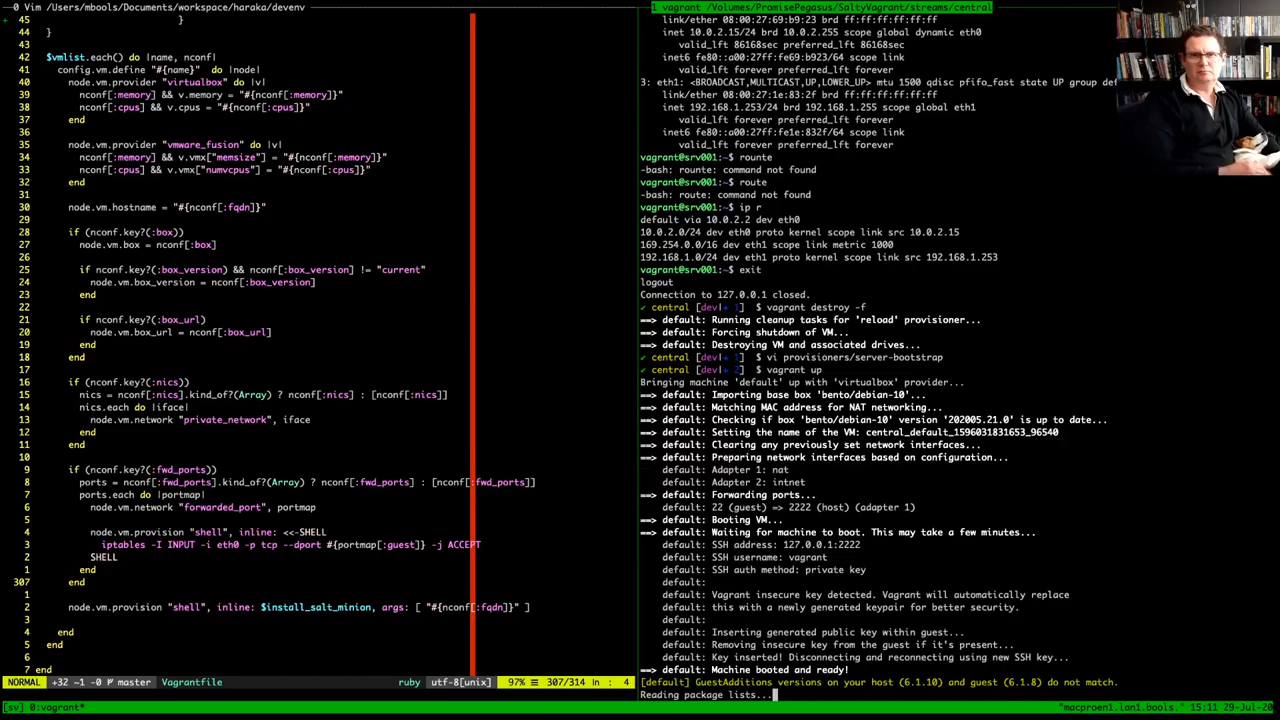 0 Vim /Users/mbools/Documents/workspace/haraka/devenv
+ 45 }
44 }
43
42 $vmlist.each() do |name, nconf|
41 config.vm.define "#{name}" do |node|
40 node.vm.provider "virtualbox" do |v|
39 nconf[:memory] && v.memory = "#{nconf[:memory]}"
38 nconf[:cpus] && v.cpus = "#{nconf[:cpus]}"
37 end
36
35 node.vm.provider "vmware_fusion" do |v|
34 nconf[:memory] && v.vmx["memsize"] = "#{nconf[:memory]}"
33 nconf[:cpus] && v.vmx["numvcpus"] = "#{nconf[:cpus]}"
32 end
31
30 node.vm.hostname = "#{nconf[:fqdn]}"
29
28 if (nconf.key?(:box))
27 node.vm.box = nconf[:box]
26
25 if nconf.key?(:box_version) && nconf[:box_version] != "current"
24 node.vm.box_version = nconf[:box_version]
23 end
22
21 if nconf.key?(:box_url)
20 node.vm.box_url = nconf[:box_url]
19 end
18 end
17
16 if (nconf.key?(:nics))
15 nics = nconf[:nics].kind_of?(Array) ? nconf[:nics] : [nconf[:nics]]
14 nics.each do |iface|
13 node.vm.network "private_network", iface
12 end
11 end
10
9 if (nconf.key?(:fwd_ports))
8 ports = nconf[:fwd_ports].kind_of?(Array) ? nconf[:fwd_ports] : [nconf[:fwd_ports]]
7 ports.each do |portmap|
6 node.vm.network "forwarded_port", portmap
5
4 node.vm.provision "shell", inline: <<-SHELL
3 iptables -I INPUT -i eth0 -p tcp --dport #{portmap[:guest]} -j ACCEPT
2 SHELL
1 end
307 end
1
2 node.vm.provision "shell", inline: $install_salt_minion, args: [ "#{nconf[:fqdn]}" ]
3
4 end
5 end
6
7 end
NORMAL +32 ~1 -0 master Vagrantfile ruby utf-8[unix] 97% ☰ 307/314 ln : 4
1 vagrant /Volumes/PromisePegasus/SaltyVagrant/streams/central
link/ether 08:00:27:69:b9:23 brd ff:ff:ff:ff:ff:ff
inet 10.0.2.15/24 brd 10.0.2.255 scope global dynamic eth0
valid_lft 86168sec preferred_lft 86168sec
inet6 fe80::a00:27ff:fe69:b923/64 scope link
valid_lft forever preferred_lft forever
3: eth1: <BROADCAST,MULTICAST,UP,LOWER_UP> mtu 1500 qdisc pfifo_fast state UP group def
link/ether 08:00:27:1e:83:2f brd ff:ff:ff:ff:ff:ff
inet 192.168.1.253/24 brd 192.168.1.255 scope global eth1
valid_lft forever preferred_lft forever
inet6 fe80::a00:27ff:fe1e:832f/64 scope link
valid_lft forever preferred_lft forever
vagrant@srv001:~$ rounte
-bash: rounte: command not found
vagrant@srv001:~$ route
-bash: route: command not found
vagrant@srv001:~$ ip r
default via 10.0.2.2 dev eth0
10.0.2.0/24 dev eth0 proto kernel scope link src 10.0.2.15
169.254.0.0/16 dev eth1 scope link metric 1000
192.168.1.0/24 dev eth1 proto kernel scope link src 192.168.1.253
vagrant@srv001:~$ exit
logout
Connection to 127.0.0.1 closed.
✔ central [dev|✚ 1] $ vagrant destroy -f
==> default: Running cleanup tasks for 'reload' provisioner...
==> default: Forcing shutdown of VM...
==> default: Destroying VM and associated drives...
✔ central [dev|✚ 1] $ vi provisioners/server-bootstrap
✔ central [dev|✚ 2] $ vagrant up
Bringing machine 'default' up with 'virtualbox' provider...
==> default: Importing base box 'bento/debian-10'...
==> default: Matching MAC address for NAT networking...
==> default: Checking if box 'bento/debian-10' version '202005.21.0' is up to date...
==> default: Setting the name of the VM: central_default_1596031831653_96540
==> default: Clearing any previously set network interfaces...
==> default: Preparing network interfaces based on configuration...
default: Adapter 1: nat
default: Adapter 2: intnet
==> default: Forwarding ports...
default: 22 (guest) => 2222 (host) (adapter 1)
==> default: Booting VM...
==> default: Waiting for machine to boot. This may take a few minutes...
default: SSH address: 127.0.0.1:2222
default: SSH username: vagrant
default: SSH auth method: private key
default:
default: Vagrant insecure key detected. Vagrant will automatically replace
default: this with a newly generated keypair for better security.
default:
default: Inserting generated public key within guest...
default: Removing insecure key from the guest if it's present...
default: Key inserted! Disconnecting and reconnecting using new SSH key...
==> default: Machine booted and ready!
[default] GuestAdditions versions on your host (6.1.10) and guest (6.1.8) do not match.
Reading package lists...
[sv] 0:vagrant* "macproen1.lan1.bools." 15:11 29-Jul-20